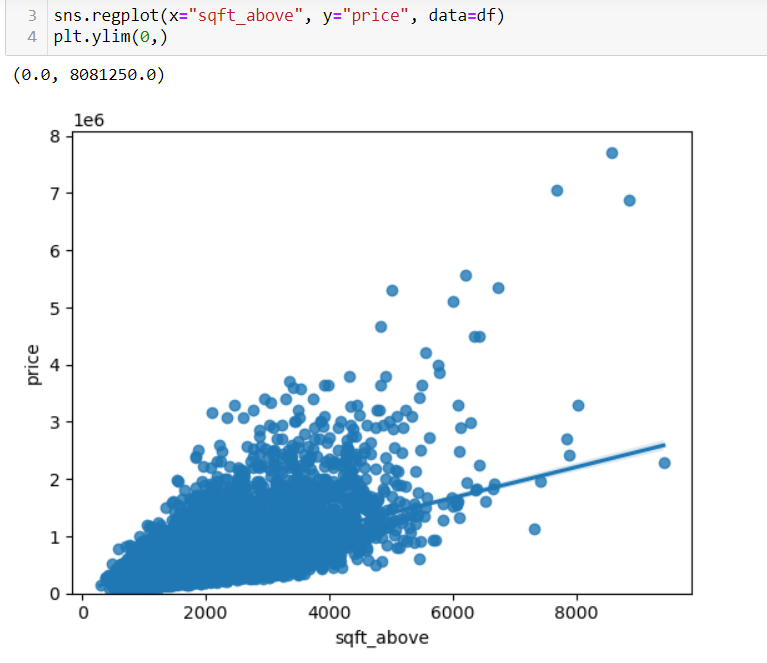 3 sns.regplot(x="sqft_above", y="price", data=df)
4 plt.ylim(0,)
(0.0, 8081250.0)
1e6
8
7
6
5
4
3
2
1
0
price
0 2000 4000 6000 8000
sqft_above